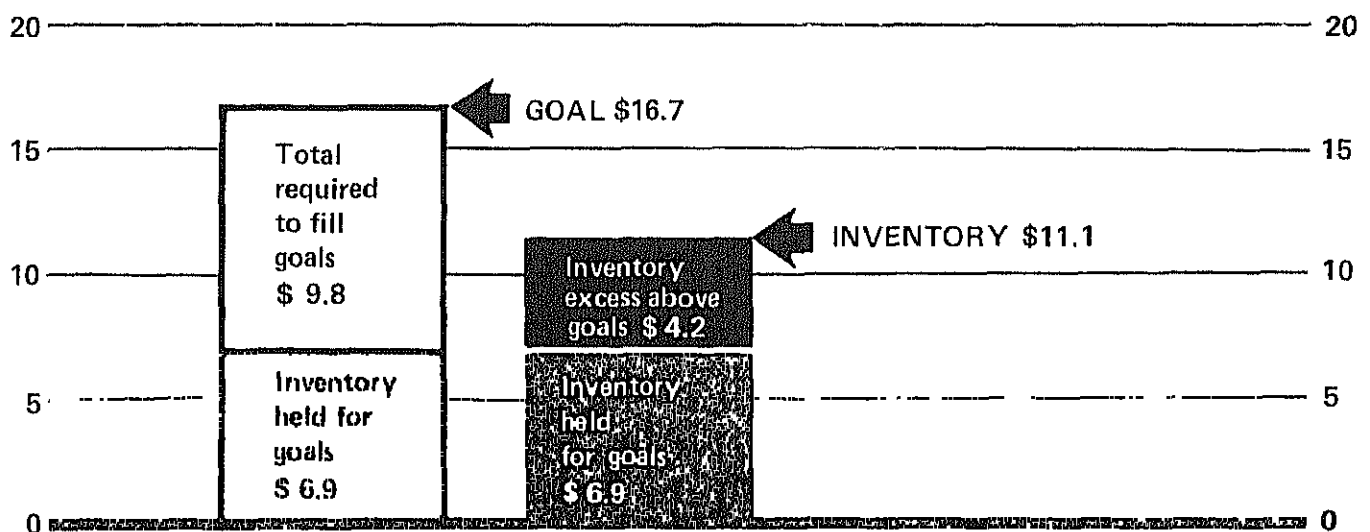 20
20
GOAL $16.7
15
15
Total
required
to fill
goals
$ 9.8
INVENTORY $11.1
10
10
Inventory
excess above
goals $ 4.2
5
5
Inventory
held for
goals
$ 6.9
Inventory
held
for goals
$ 6.9
0
0